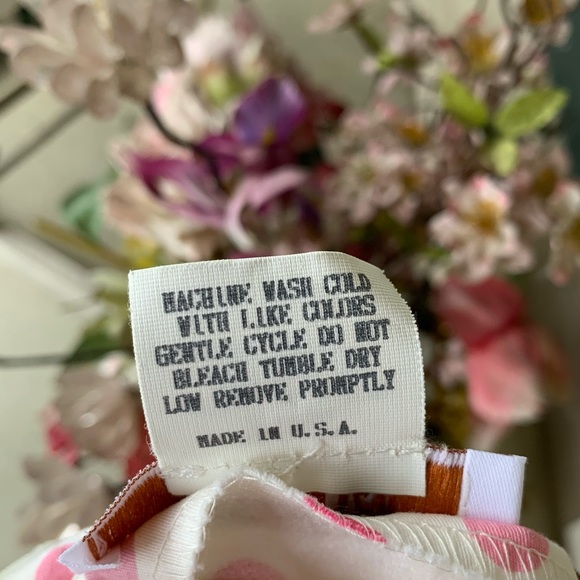 MACHINE WASH COLD
WITH LIKE COLORS
GENTLE CYCLE DO NOT
BLEACH TUMBLE DRY
LOW REMOVE PROMPTLY
MADE IN U.S.A.